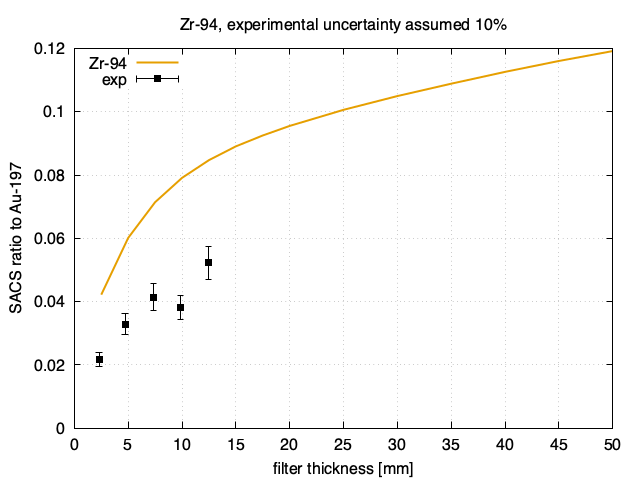 Zr-94, experimental uncertainty assumed 10%
0.12
0.1
0.08
0.06
0.04
0.02
0
SACS ratio to Au-197
Zr-94
exp
0 5 10 15 20 25 30 35 40 45 50
filter thickness [mm]